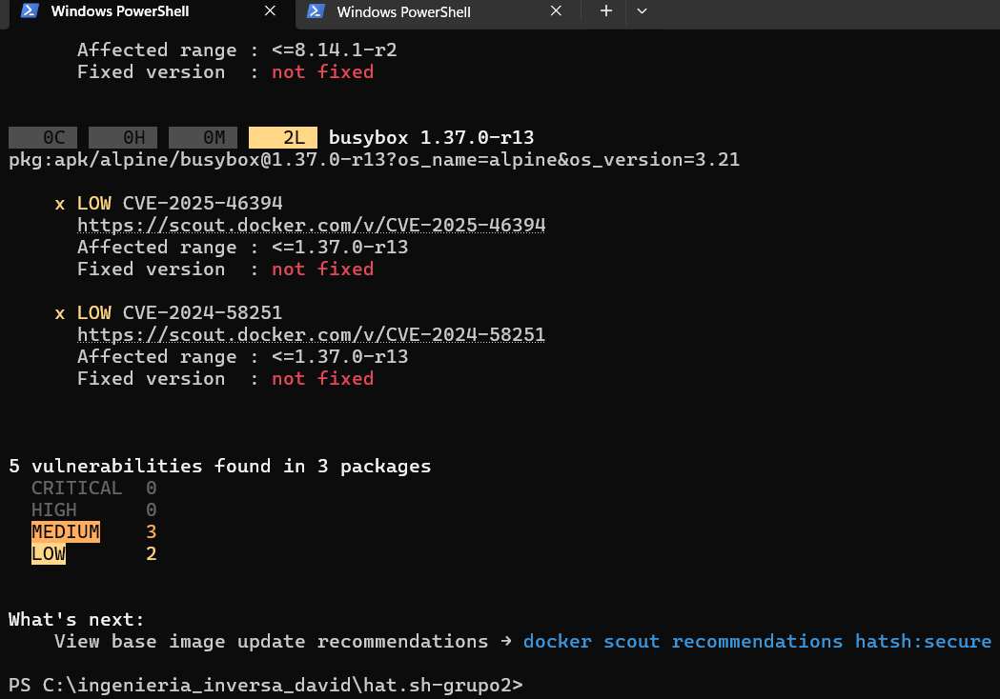 Windows PowerShell
Windows PowerShell
Affected range : <=8.14.1-r2
Fixed version  : not fixed
0C 0H 0M 2L busybox 1.37.0-r13
pkg:apk/alpine/busybox@1.37.0-r13?os_name=alpine&os_version=3.21
x LOW CVE-2025-46394
https://scout.docker.com/v/CVE-2025-46394
Affected range : <=1.37.0-r13
Fixed version  : not fixed
x LOW CVE-2024-58251
https://scout.docker.com/v/CVE-2024-58251
Affected range : <=1.37.0-r13
Fixed version  : not fixed
5 vulnerabilities found in 3 packages
CRITICAL 0
HIGH 0
MEDIUM 3
LOW 2
What's next:
View base image update recommendations → docker scout recommendations hatsh:secure
PS C:\ingenieria_inversa_david\hat.sh-grupo2>